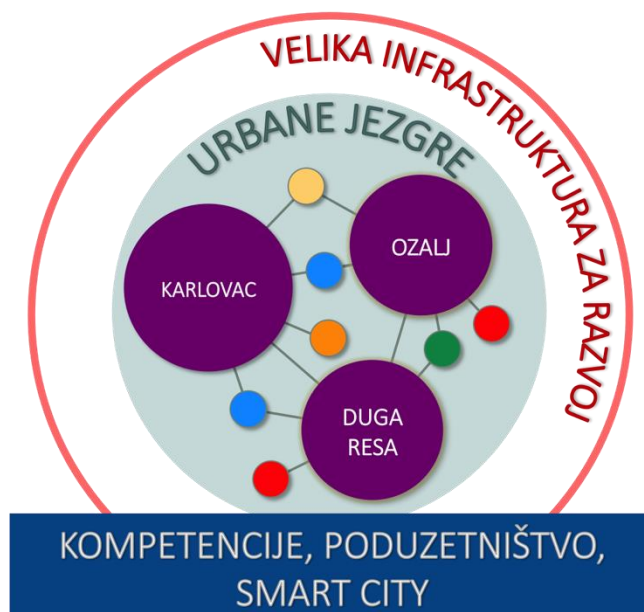 VELIKA INFRASTRUKTURA ZA RAZVOJ
URBANE JEZGRE
OZALJ
KARLOVAC
DUGA
RESA
KOMPETENCIJE, PODUZETNIŠTVO,
SMART CITY